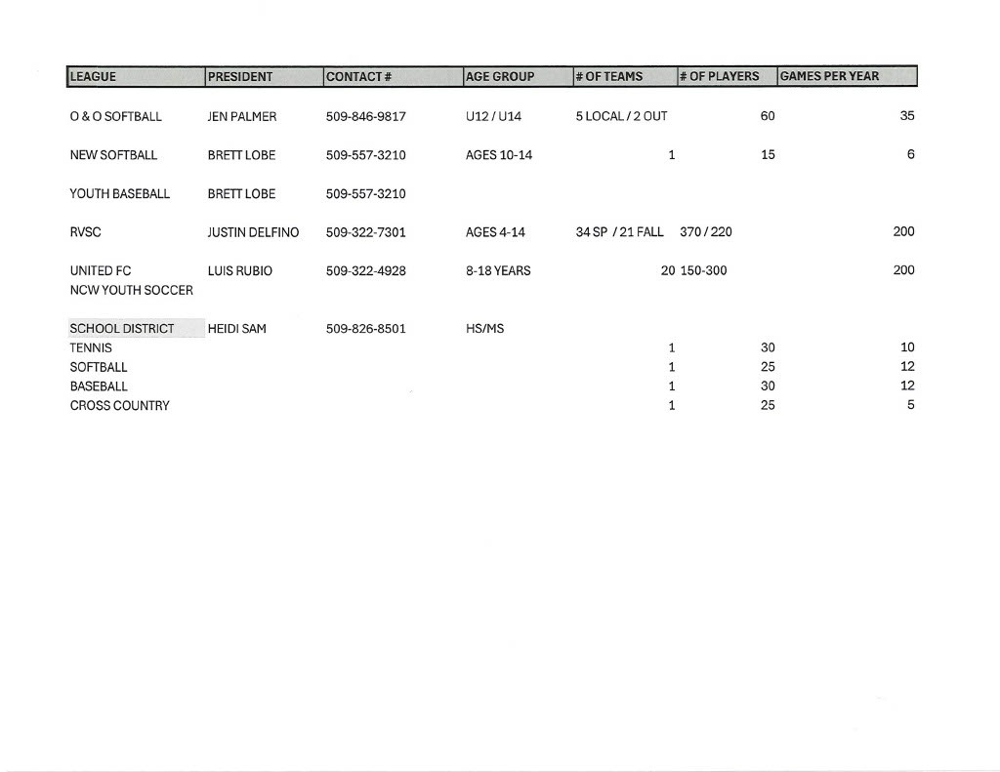 LEAGUE PRESIDENT CONTACT # AGE GROUP # OF TEAMS # OF PLAYERS GAMES PER YEAR
O & O SOFTBALL JEN PALMER 509-846-9817 U12 / U14 5 LOCAL / 2 OUT 60 35
NEW SOFTBALL BRETT LOBE 509-557-3210 AGES 10-14 1 15 6
YOUTH BASEBALL BRETT LOBE 509-557-3210
RVSC JUSTIN DELFINO 509-322-7301 AGES 4-14 34 SP / 21 FALL 370 / 220 200
UNITED FC LUIS RUBIO 509-322-4928 8-18 YEARS 20 150-300 200
NCW YOUTH SOCCER
SCHOOL DISTRICT HEIDI SAM 509-826-8501 HS/MS
TENNIS 1 30 10
SOFTBALL 1 25 12
BASEBALL 1 30 12
CROSS COUNTRY 1 25 5